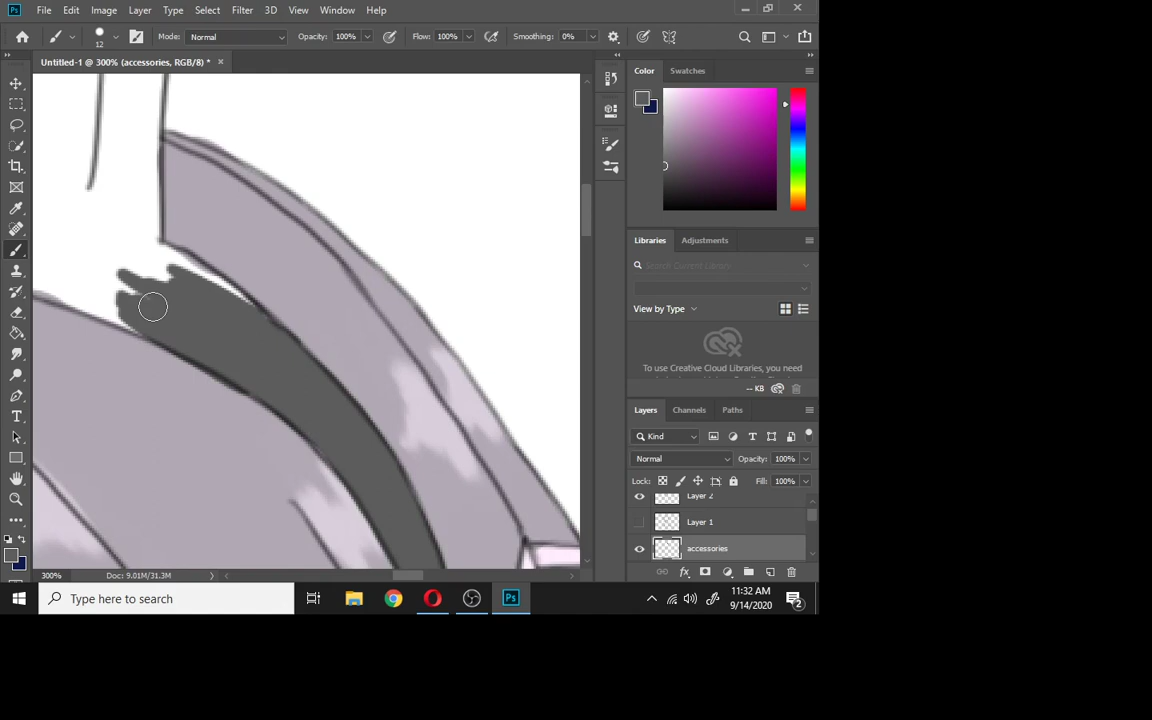 Ps File Edit Image Layer Type Select Filter 3D View Window Help
12 Mode: Normal Opacity: 100% Flow: 100% Smoothing: 0%
Untitled-1 @ 300% (accessories, RGB/8) *
Color Swatches
Libraries Adjustments
Search Current Library
View by Type
To use Creative Cloud Libraries, you need
-- KB
Layers Channels Paths
Kind
Normal Opacity: 100%
Lock: Fill: 100%
Layer 2
Layer 1
accessories
300% Doc: 9.01M/31.3M
fx
Type here to search
Ps
11:32 AM
9/14/2020
2